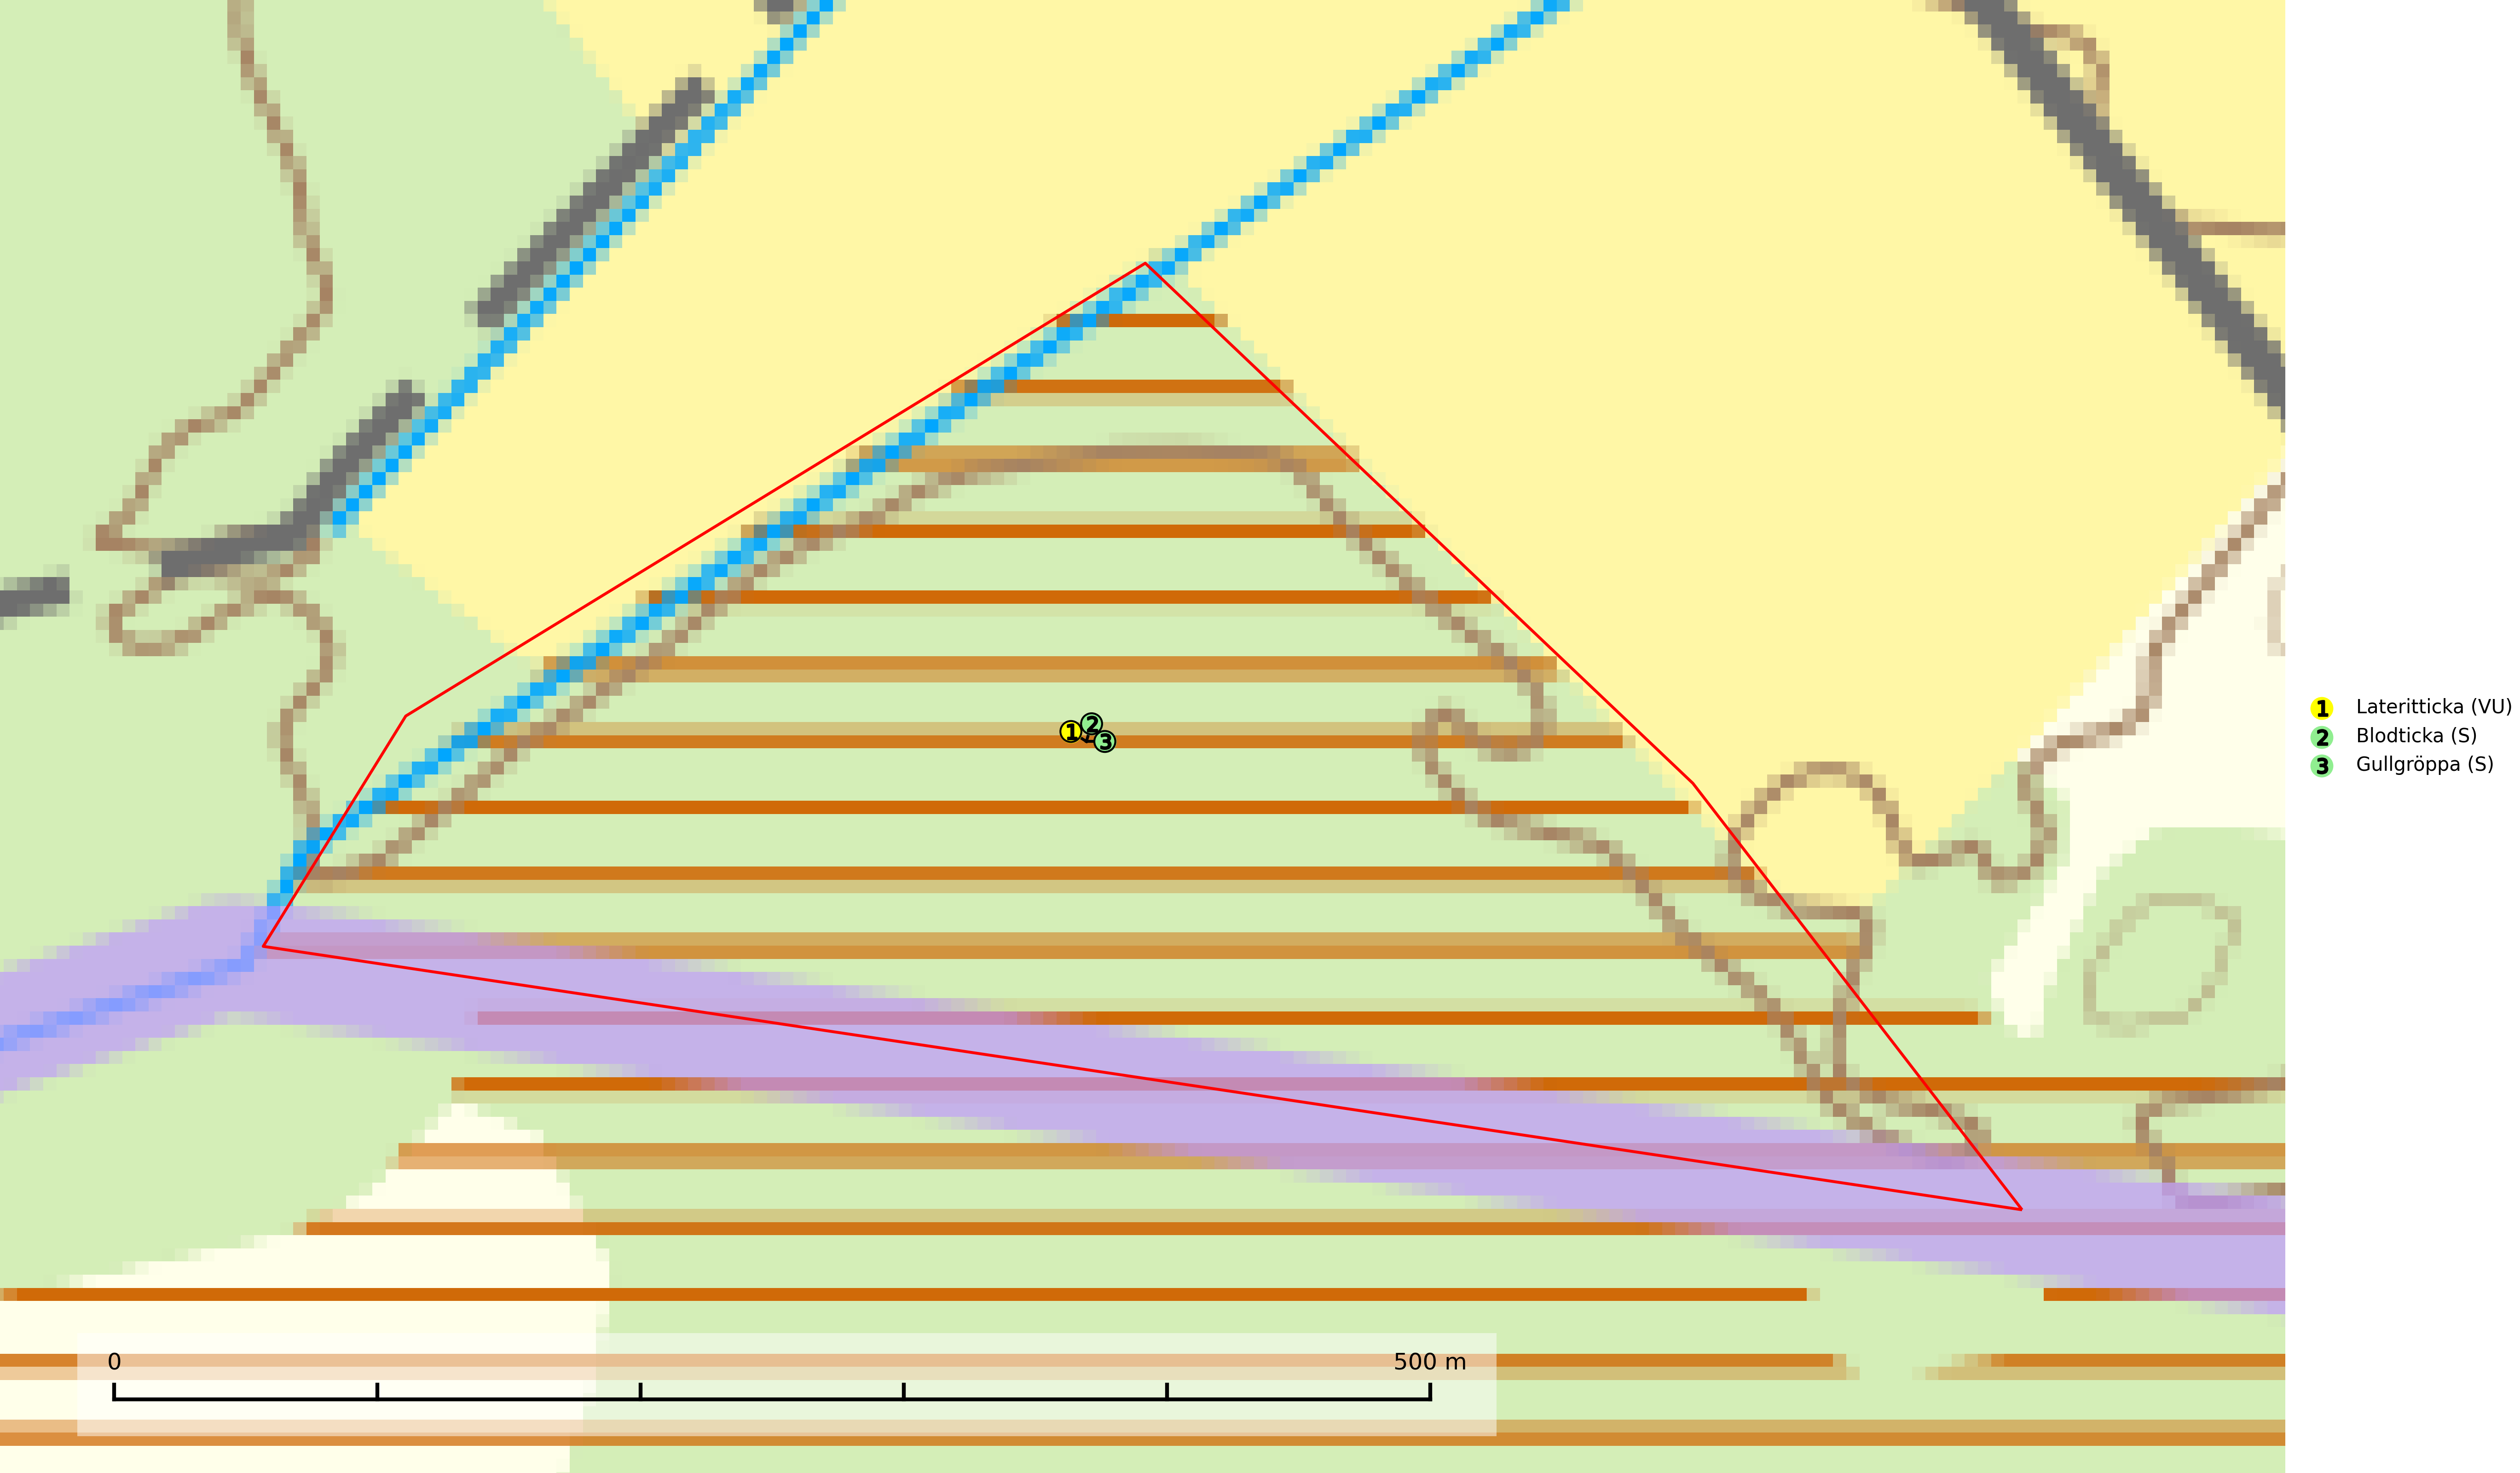 1 2 3
1 Lateritticka (VU)
2 Blodticka (S)
3 Gullgröppa (S)
0 500 m